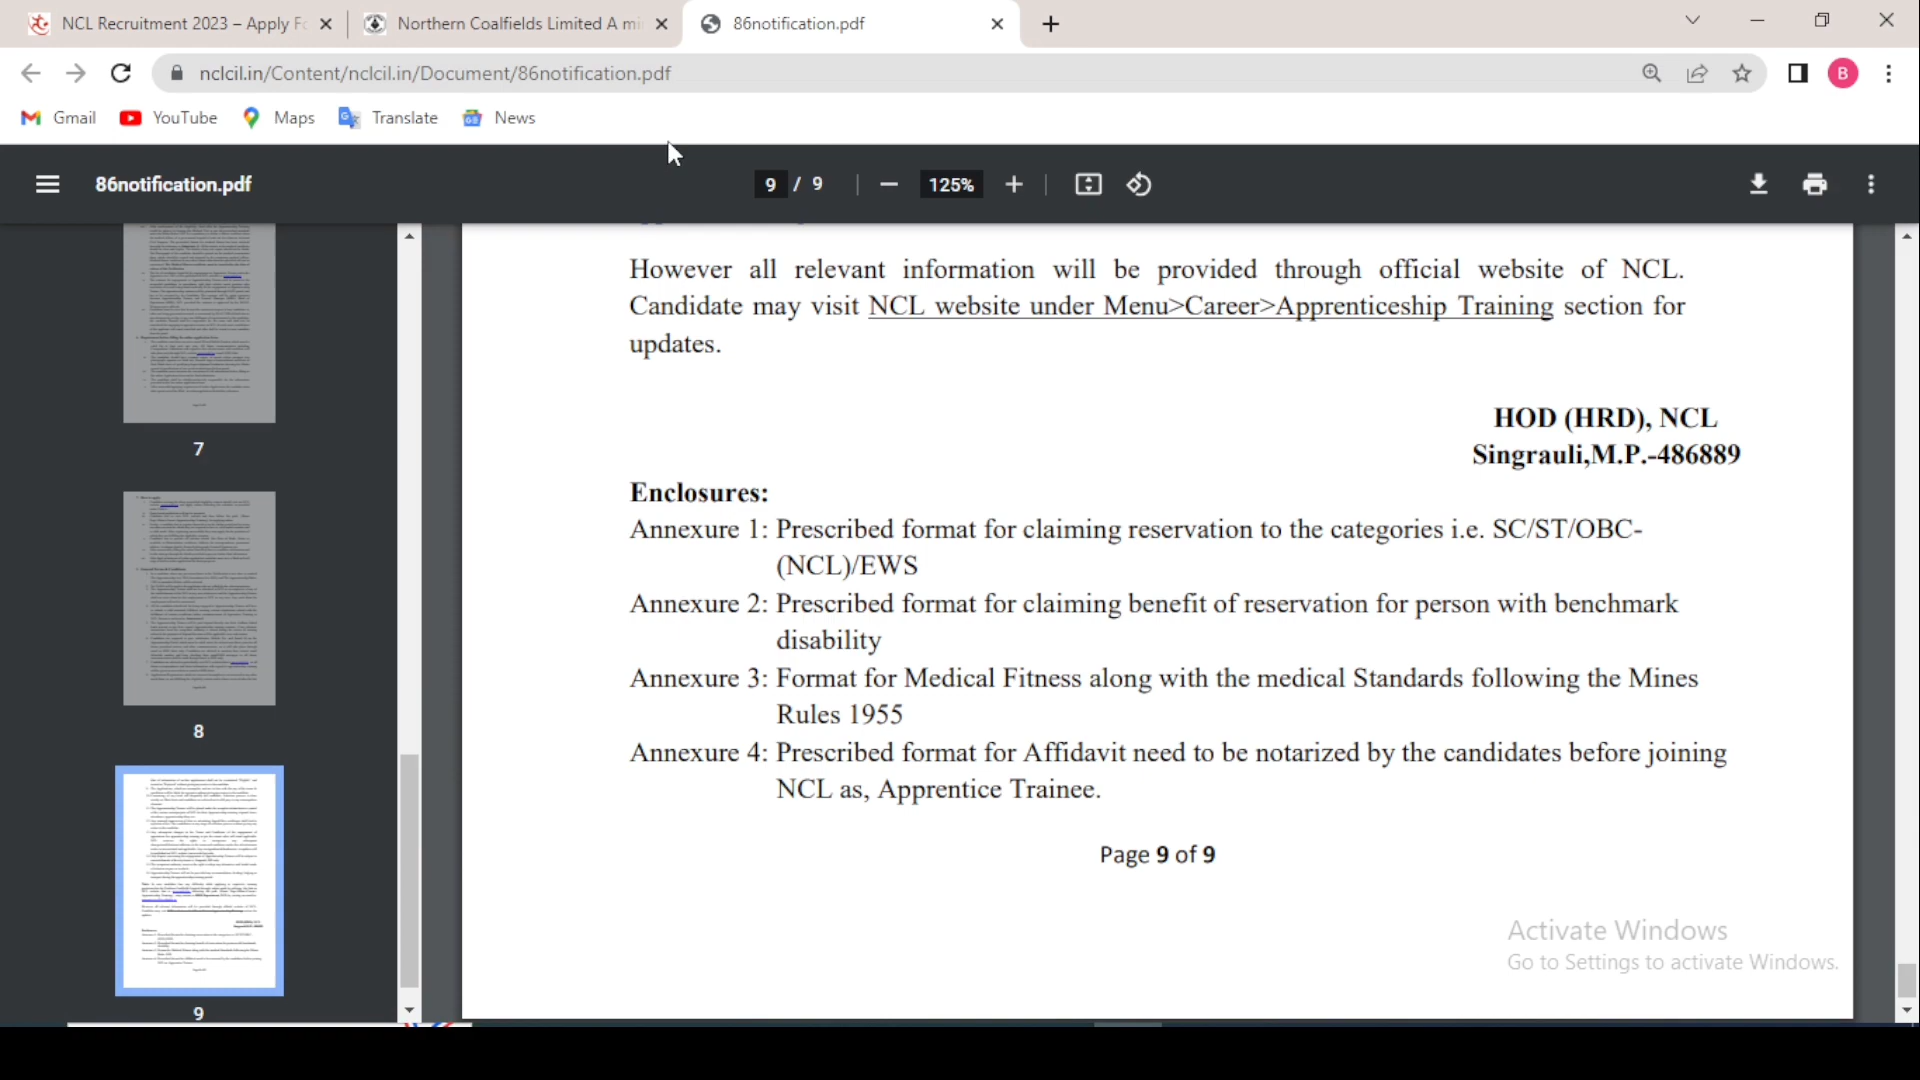 NCL Recruitment 2023 – Apply Fo
Northern Coalfields Limited A mi
86notification.pdf
nclcil.in/Content/nclcil.in/Document/86notification.pdf
B
Gmail
YouTube
Maps
Translate
News
86notification.pdf
9 / 9
125%
7
8
9
However all relevant information will be provided through official website of NCL.
Candidate may visit NCL website under Menu>Career>Apprenticeship Training section for
updates.
HOD (HRD), NCL
Singrauli,M.P.-486889
Enclosures:
Annexure 1: Prescribed format for claiming reservation to the categories i.e. SC/ST/OBC-
(NCL)/EWS
Annexure 2: Prescribed format for claiming benefit of reservation for person with benchmark
disability
Annexure 3: Format for Medical Fitness along with the medical Standards following the Mines
Rules 1955
Annexure 4: Prescribed format for Affidavit need to be notarized by the candidates before joining
NCL as, Apprentice Trainee.
Page 9 of 9
Activate Windows
Go to Settings to activate Windows.